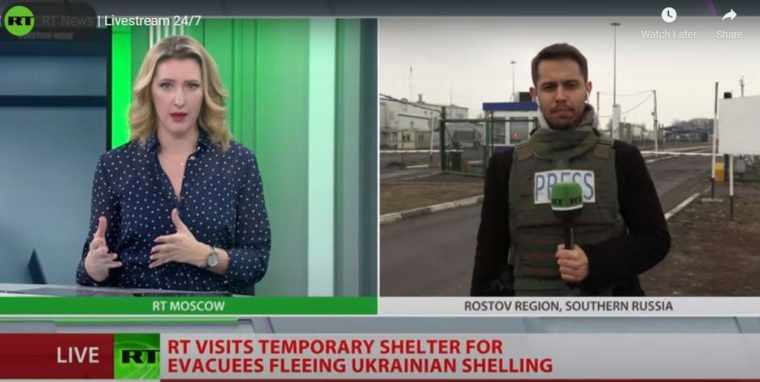 RT
RT News | Livestream 24/7
Watch Later
Share
PRESS
RT
RT MOSCOW
ROSTOV REGION, SOUTHERN RUSSIA
LIVE
RT
RT VISITS TEMPORARY SHELTER FOR
EVACUEES FLEEING UKRAINIAN SHELLING